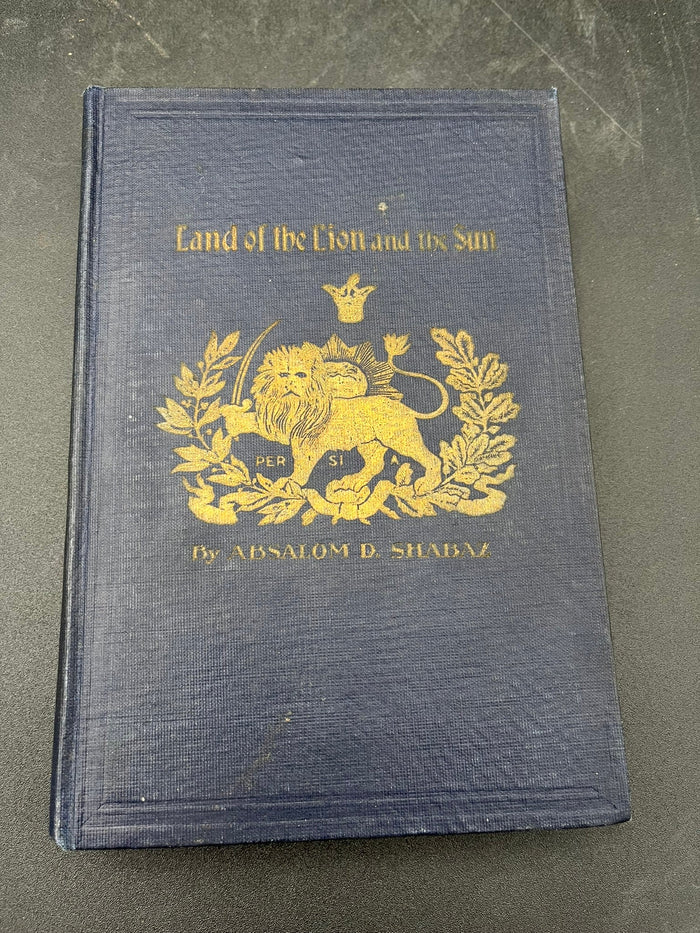 Land of the Lion and the Sun
PER SI A
By ABSALOM D. SHABAZ